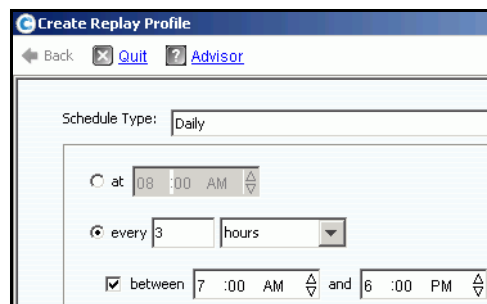 Create Replay Profile
Back Quit ? Advisor
Schedule Type: Daily
at 08 :00 AM
every 3 hours
between 7 :00 AM and 6 :00 PM